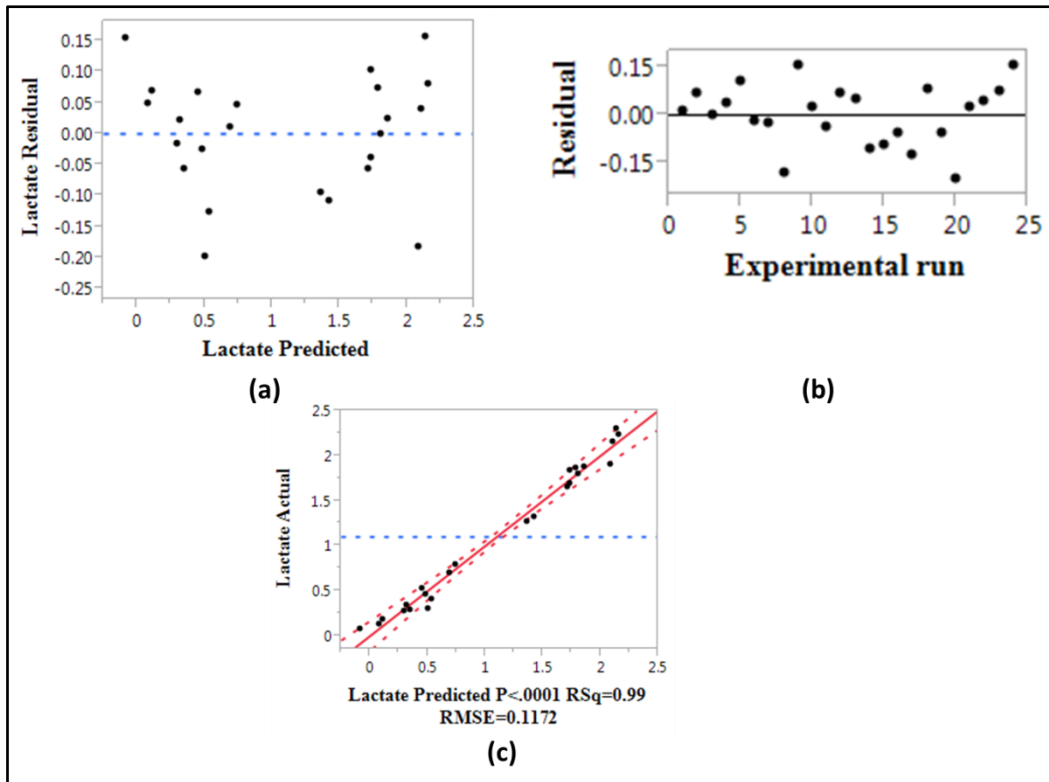 0.15
0.10
0.05
0.00
-0.05
-0.10
-0.15
-0.20
-0.25
Lactate Residual
0 0.5 1 1.5 2 2.5
Lactate Predicted
(a)
0.15
0.00
-0.15
Residual
0 5 10 15 20 25
Experimental run
(b)
2.5
2
1.5
1
0.5
0
Lactate Actual
0 0.5 1 1.5 2 2.5
Lactate Predicted P<.0001 RSq=0.99
RMSE=0.1172
(c)